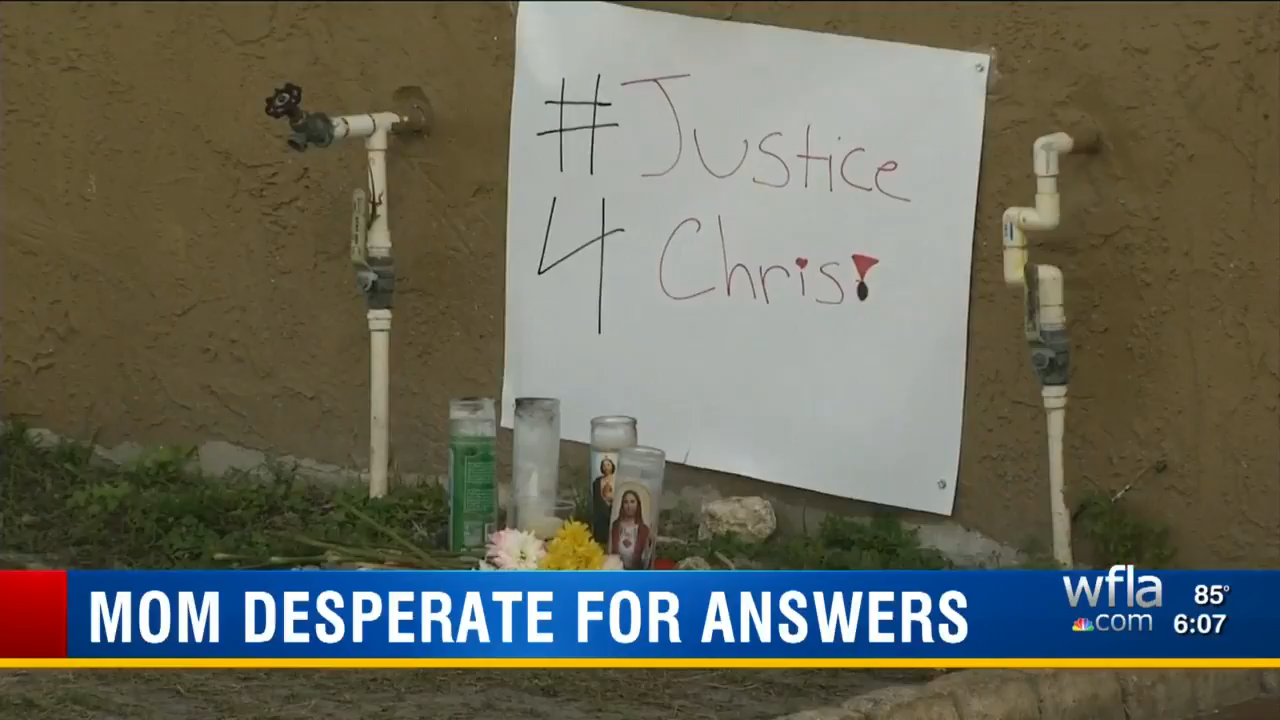 #Justice
4 Chris!
MOM DESPERATE FOR ANSWERS
wfla
com
85°
6:07